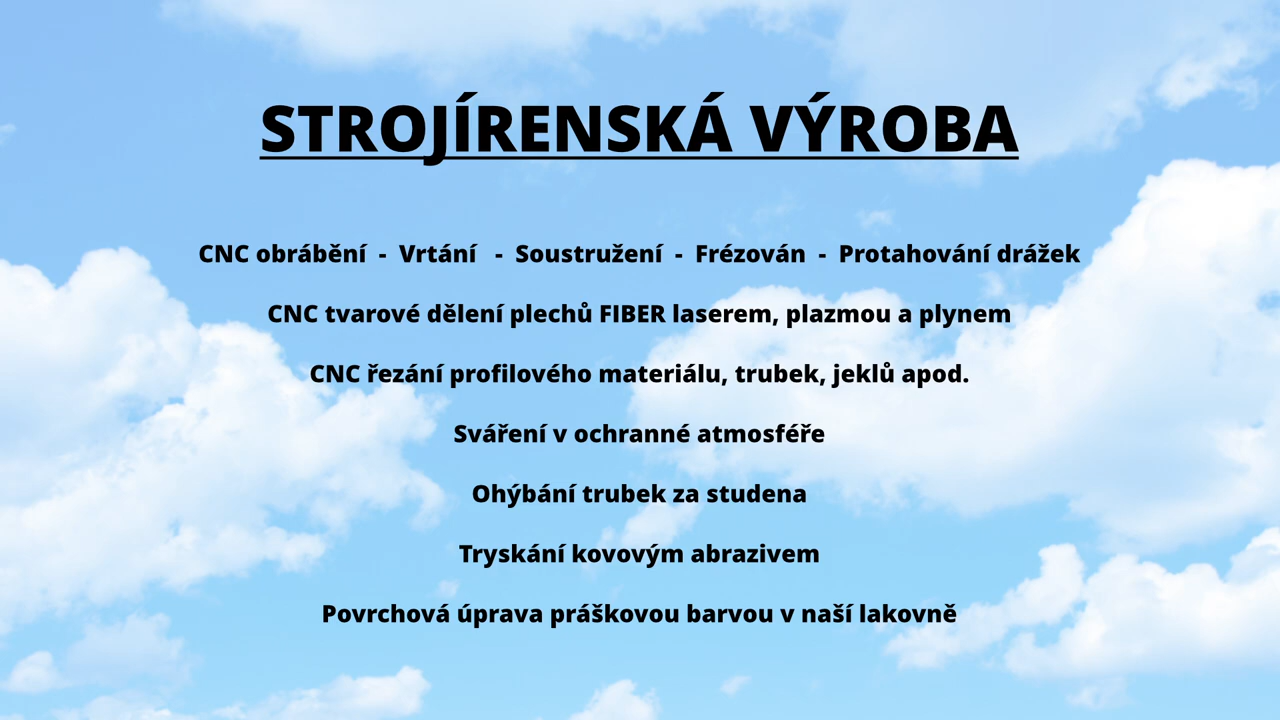 STROJÍRENSKÁ VÝROBA
CNC obrábění - Vrtání - Soustružení - Frézován - Protahování drážek
CNC tvarové dělení plechů FIBER laserem, plazmou a plynem
CNC řezání profilového materiálu, trubek, jeklů apod.
Sváření v ochranné atmosféře
Ohýbání trubek za studena
Tryskání kovovým abrazivem
Povrchová úprava práškovou barvou v naší lakovně